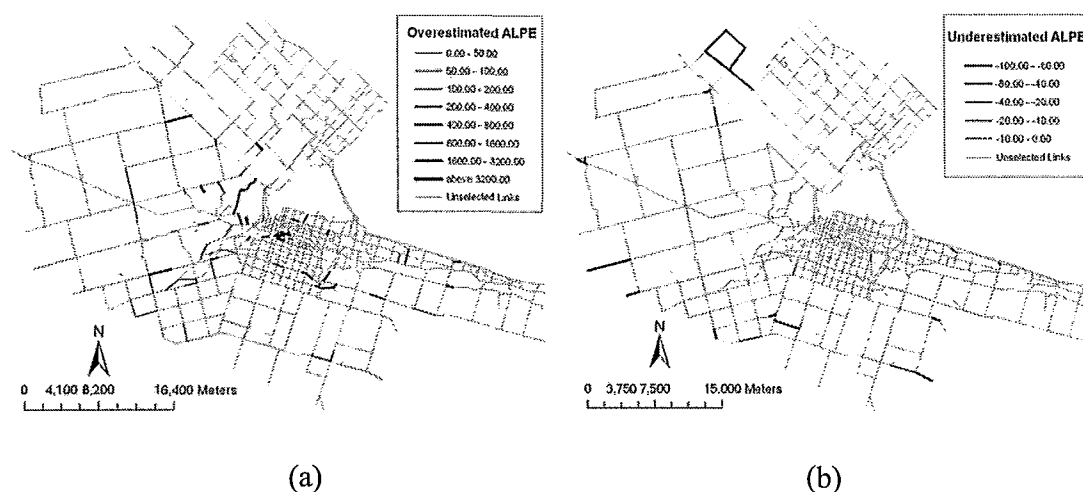 Overestimated ALPE
0.00 - 50.00
50.00 - 100.00
100.00 - 200.00
200.00 - 400.00
400.00 - 800.00
800.00 - 1600.00
1600.00 - 3200.00
above 3200.00
Unselected Links
N
0 4,100 8,200 16,400 Meters
(a)
Underestimated ALPE
-100.00 - -80.00
-80.00 - -40.00
-40.00 - -20.00
-20.00 - -10.00
-10.00 - 0.00
Unselected Links
N
0 3,750 7,500 15,000 Meters
(b)